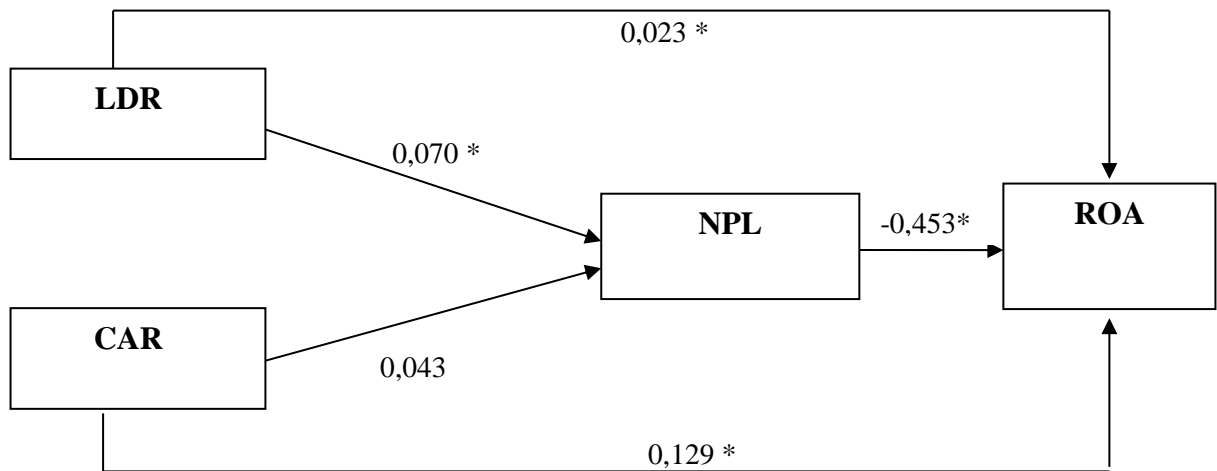 0,023 *
LDR
0,070 *
NPL
-0,453*
ROA
CAR
0,043
0,129 *